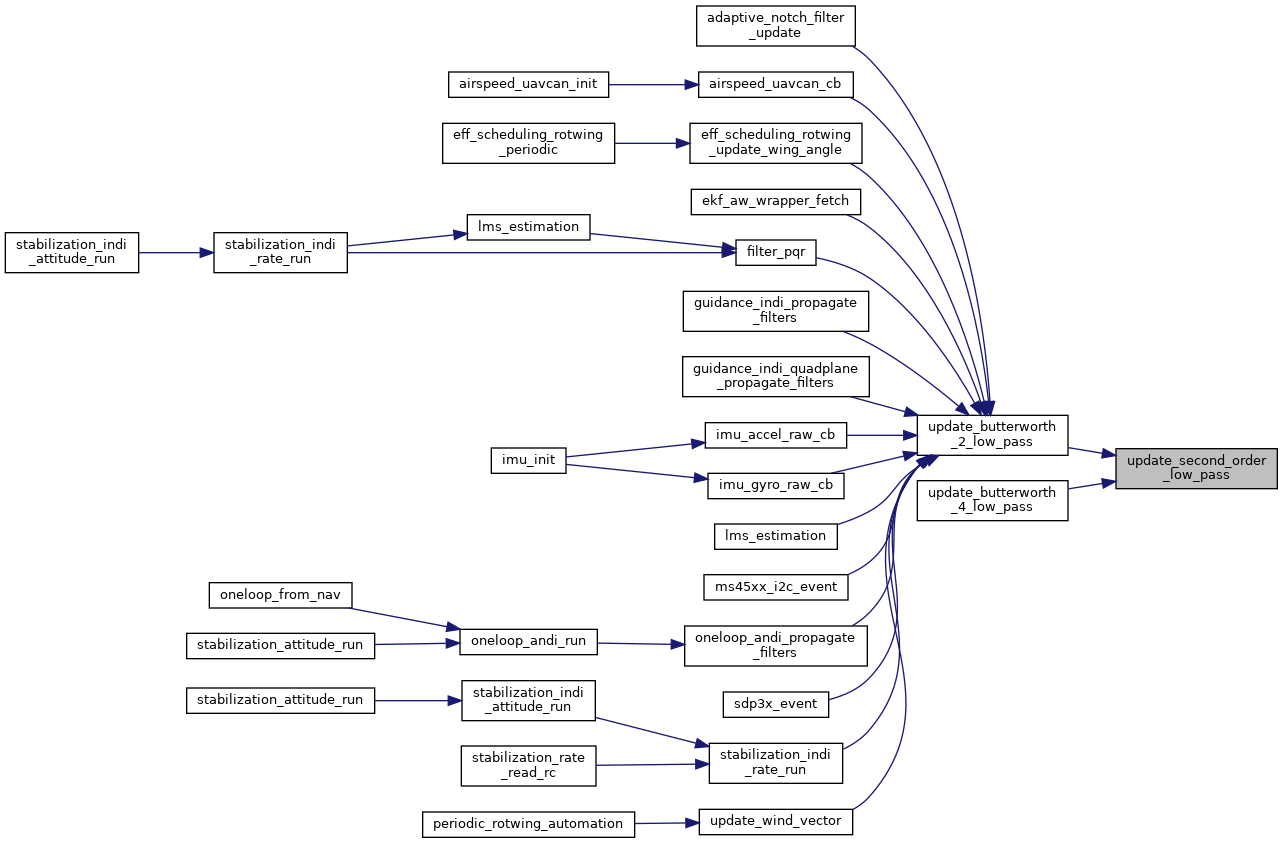 adaptive_notch_filter
_update
airspeed_uavcan_init
airspeed_uavcan_cb
eff_scheduling_rotwing
_periodic
eff_scheduling_rotwing
_update_wing_angle
ekf_aw_wrapper_fetch
stabilization_indi
_attitude_run
stabilization_indi
_rate_run
lms_estimation
filter_pqr
guidance_indi_propagate
_filters
guidance_indi_quadplane
_propagate_filters
imu_init
imu_accel_raw_cb
imu_gyro_raw_cb
update_butterworth
_2_low_pass
update_butterworth
_4_low_pass
update_second_order
_low_pass
lms_estimation
ms45xx_i2c_event
oneloop_from_nav
stabilization_attitude_run
oneloop_andi_run
oneloop_andi_propagate
_filters
stabilization_attitude_run
stabilization_indi
_attitude_run
sdp3x_event
stabilization_rate
_read_rc
stabilization_indi
_rate_run
periodic_rotwing_automation
update_wind_vector